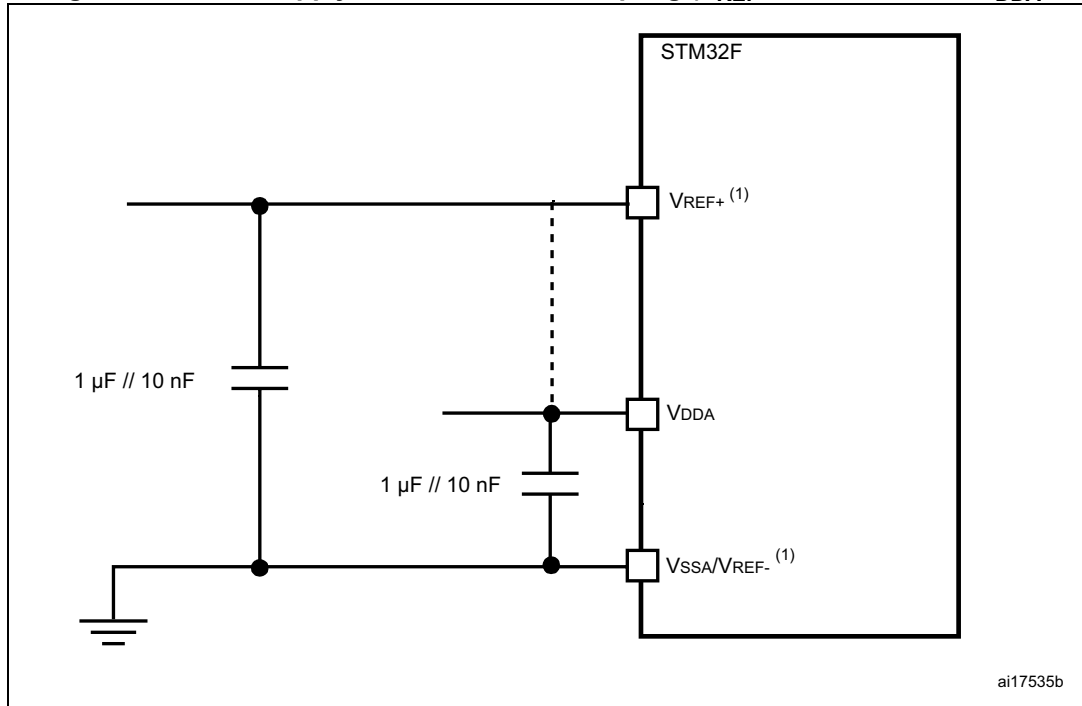 STM32F
VREF+ (1)
1 µF // 10 nF
VDDA
1 µF // 10 nF
VSSA/VREF- (1)
ai17535b